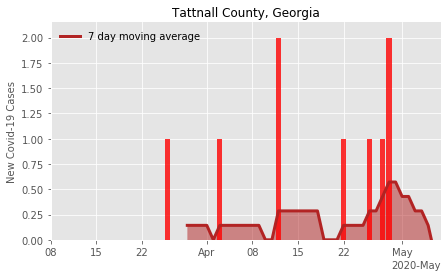 Tattnall County, Georgia
7 day moving average
New Covid-19 Cases
2.00
1.75
1.50
1.25
1.00
0.75
0.50
0.25
0.00
08 15 22 Apr 08 15 22 May
2020-May